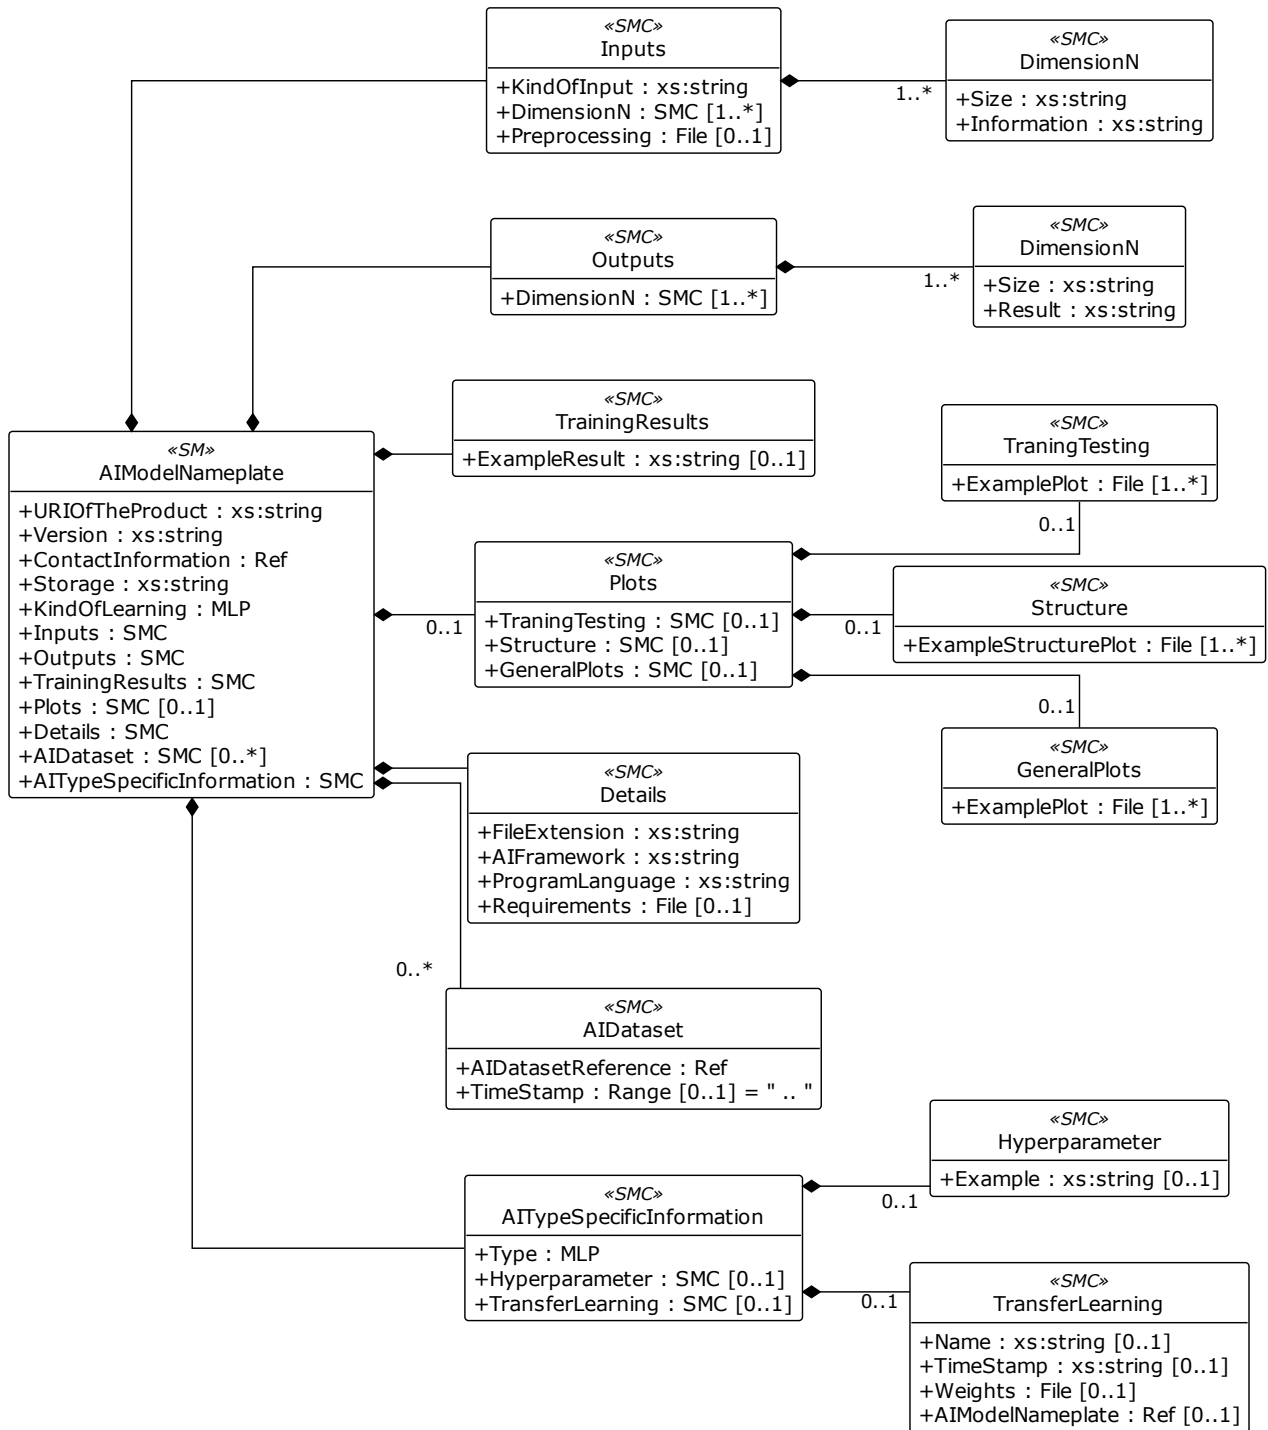 «SMC»
Inputs
+KindOfInput : xs:string
+DimensionN : SMC [1..*]
+Preprocessing : File [0..1]
1..*
«SMC»
DimensionN
+Size : xs:string
+Information : xs:string
«SMC»
Outputs
+DimensionN : SMC [1..*]
1..*
«SMC»
DimensionN
+Size : xs:string
+Result : xs:string
«SMC»
TrainingResults
+ExampleResult : xs:string [0..1]
«SMC»
TraningTesting
+ExamplePlot : File [1..*]
0..1
«SM»
AIModelNameplate
+URIOfTheProduct : xs:string
+Version : xs:string
+ContactInformation : Ref
+Storage : xs:string
+KindOfLearning : MLP
+Inputs : SMC
+Outputs : SMC
+TrainingResults : SMC
+Plots : SMC [0..1]
+Details : SMC
+AIDataset : SMC [0..*]
+AITypeSpecificInformation : SMC
0..1
«SMC»
Plots
+TraningTesting : SMC [0..1]
+Structure : SMC [0..1]
+GeneralPlots : SMC [0..1]
0..1
«SMC»
Structure
+ExampleStructurePlot : File [1..*]
0..1
«SMC»
GeneralPlots
+ExamplePlot : File [1..*]
«SMC»
Details
+FileExtension : xs:string
+AIFramework : xs:string
+ProgramLanguage : xs:string
+Requirements : File [0..1]
0..*
«SMC»
AIDataset
+AIDatasetReference : Ref
+TimeStamp : Range [0..1] = " .. "
«SMC»
Hyperparameter
+Example : xs:string [0..1]
0..1
«SMC»
AITypeSpecificInformation
+Type : MLP
+Hyperparameter : SMC [0..1]
+TransferLearning : SMC [0..1]
0..1
«SMC»
TransferLearning
+Name : xs:string [0..1]
+TimeStamp : xs:string [0..1]
+Weights : File [0..1]
+AIModelNameplate : Ref [0..1]